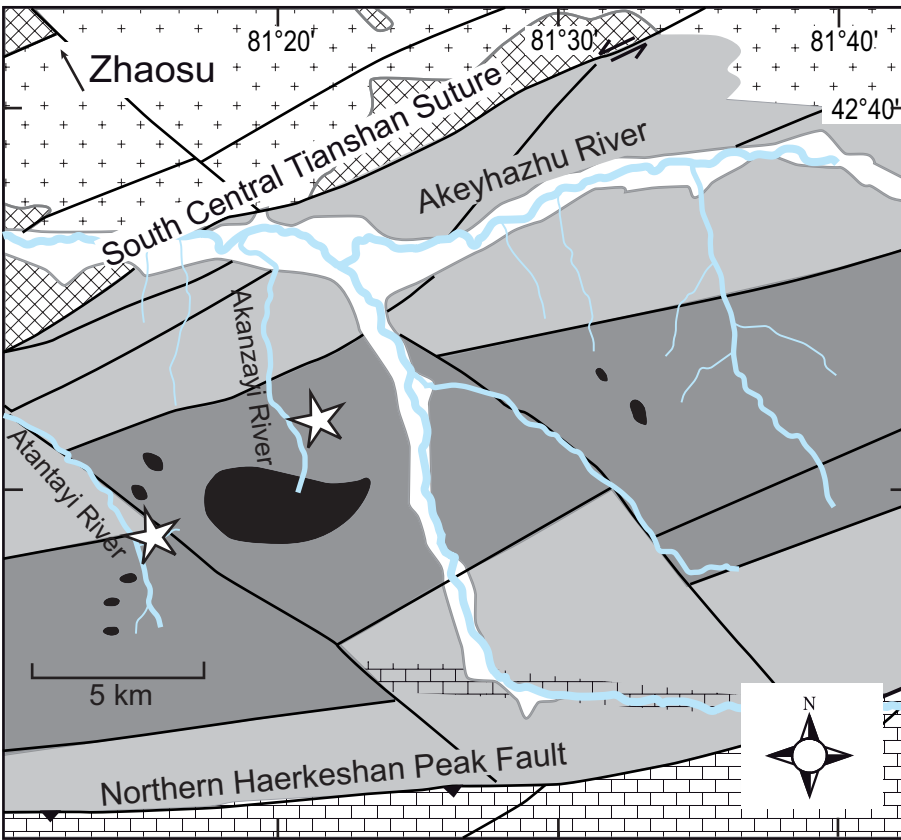 81°20'
81°30'
81°40'
Zhaosu
42°40'
South Central Tianshan Suture
Akeyhazhu River
Akanzayi River
Atantayi River
5 km
N
Northern Haerkeshan Peak Fault